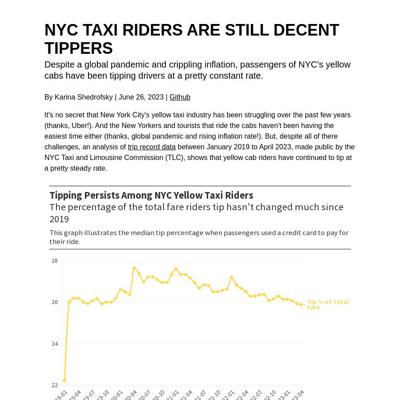 NYC TAXI RIDERS ARE STILL DECENT
TIPPERS
Despite a global pandemic and crippling inflation, passengers of NYC's yellow
cabs have been tipping drivers at a pretty constant rate.
By Karina Shedrofsky | June 26, 2023 | Github
It's no secret that New York City's yellow taxi industry has been struggling over the past few years
(thanks, Uber!). And the New Yorkers and tourists that ride the cabs haven't been having the
easiest time either (thanks, global pandemic and rising inflation rate!). But, despite all of there
challenges, an analysis of trip record data between January 2019 to April 2023, made public by the
NYC Taxi and Limousine Commission (TLC), shows that yellow cab riders have continued to tip at
a pretty steady rate.
Tipping Persists Among NYC Yellow Taxi Riders
The percentage of the total fare riders tip hasn't changed much since
2019
This graph illustrates the median tip percentage when passengers used a credit card to pay for
their ride.
28
26
24
22
Tip % of Total
Fare